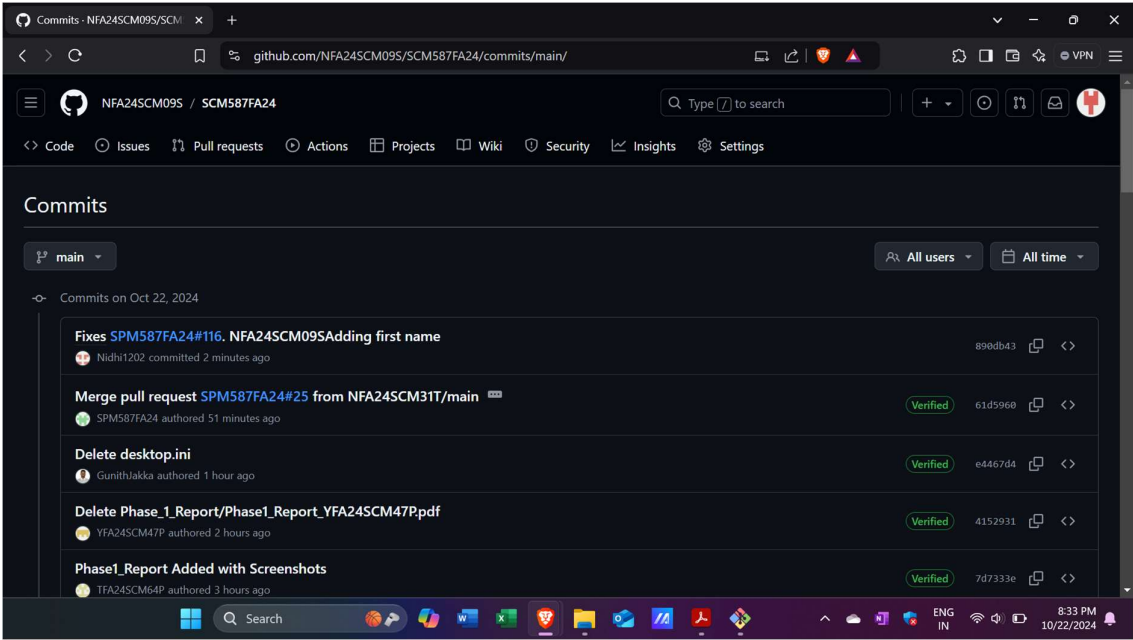 Commits · NFA24SCM09S/SCM
github.com/NFA24SCM09S/SCM587FA24/commits/main/
VPN
NFA24SCM09S / SCM587FA24
Type / to search
Code Issues Pull requests Actions Projects Wiki Security Insights Settings
Commits
main
All users All time
Commits on Oct 22, 2024
Fixes SPM587FA24#116. NFA24SCM09SAdding first name
Nidhi1202 committed 2 minutes ago
890db43
Merge pull request SPM587FA24#25 from NFA24SCM31T/main
SPM587FA24 authored 51 minutes ago
Verified 61d5960
Delete desktop.ini
GunithJakka authored 1 hour ago
Verified e4467d4
Delete Phase_1_Report/Phase1_Report_YFA24SCM47P.pdf
YFA24SCM47P authored 2 hours ago
Verified 4152931
Phase1_Report Added with Screenshots
TFA24SCM64P authored 3 hours ago
Verified 7d7333e
Search
ENG
IN
8:33 PM
10/22/2024